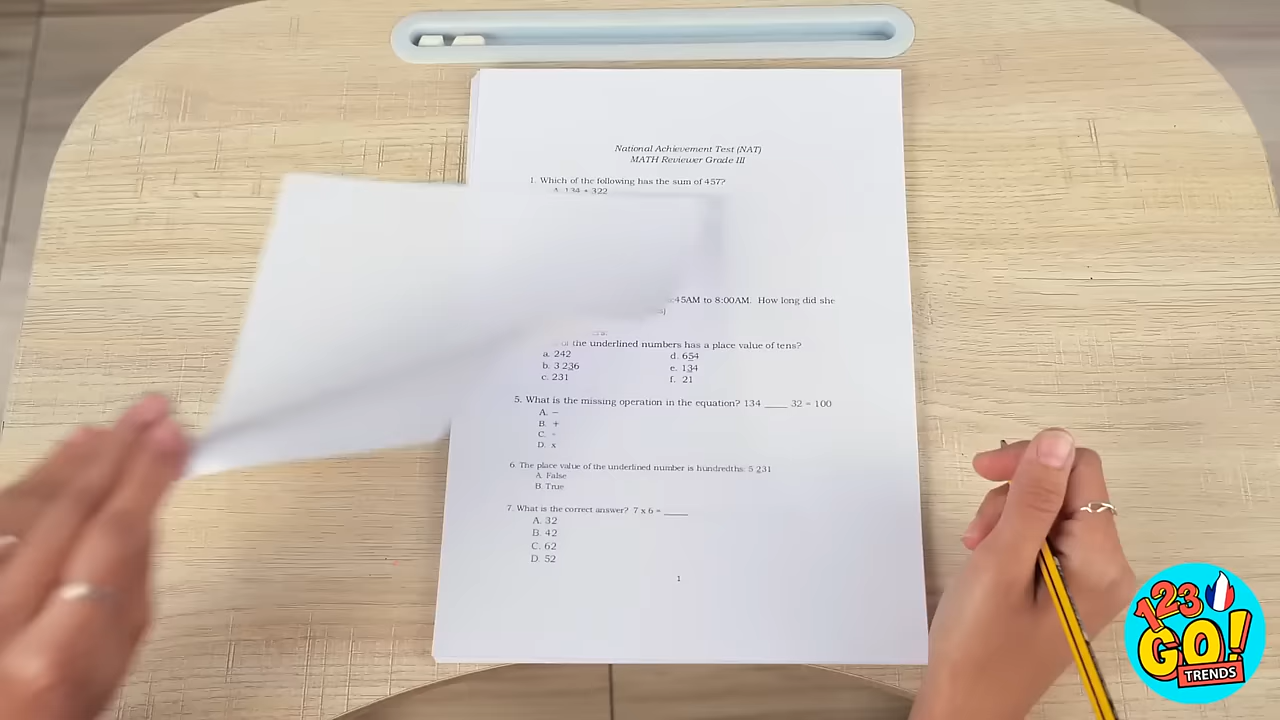 National Achievement Test (NAT)
MATH Reviewer Grade III
1. Which of the following has the sum of 457?
A. 134 + 322
45AM to 8:00AM. How long did she
of the underlined numbers has a place value of tens?
a. 242 d. 654
b. 3 236 e. 134
c. 231 f. 21
5. What is the missing operation in the equation? 134 ____ 32 = 100
A. −
B. +
C. ÷
D. x
6. The place value of the underlined number is hundredths: 5 231
A. False
B. True
7. What is the correct answer? 7 x 6 = _____
A. 32
B. 42
C. 62
D. 52
1
123
GO!
TRENDS